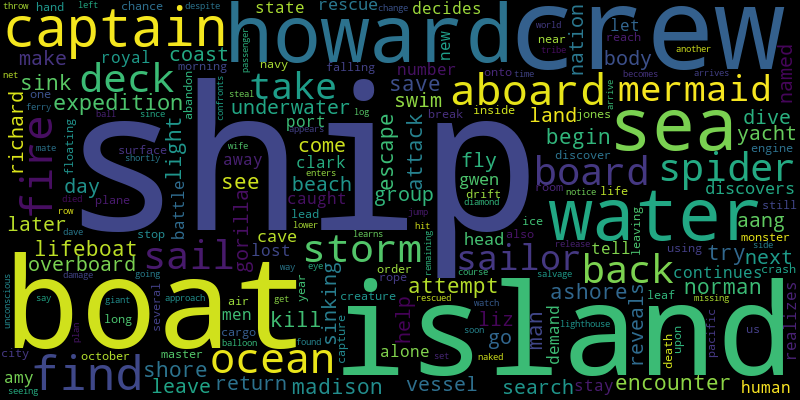 throw hand left chance despite
captain howard crew
state rescue change decides nation let reach world another tribe
make royal coast navy morning falling
sink deck take number new near body onto time becomes arrives
net one abandon confronts save break inside aboard mermaid named
expedition underwater swim land jones
richard fire ball since steal port log appears escape attack begin arrive sea dive yacht
ferry mate floating light
ship
surface shortly wife come fly discover engine
day plane away clark enters gwen room board spider
battle see beach group diamond notice life discovers
died caught drift water still
later row stop lead lower hit ice also leaving aang monster
lifeboat dave gorilla cave lost learns storm head jump using side
overboard sail remaining sailor tell try next
back continues crash
unconscious damage way eye order course release
boat island
say giant going approach year rope salvage attempt ashore leaf norman missing
several air get creature rescued watch lighthouse
long men kill sinking help liz man reveals death us realizes
plan cargo balloon found capture soon demand upon pacific
city october master ocean alone set go naked
find shore
amy leave return madison vessel search stay encounter human
seeing